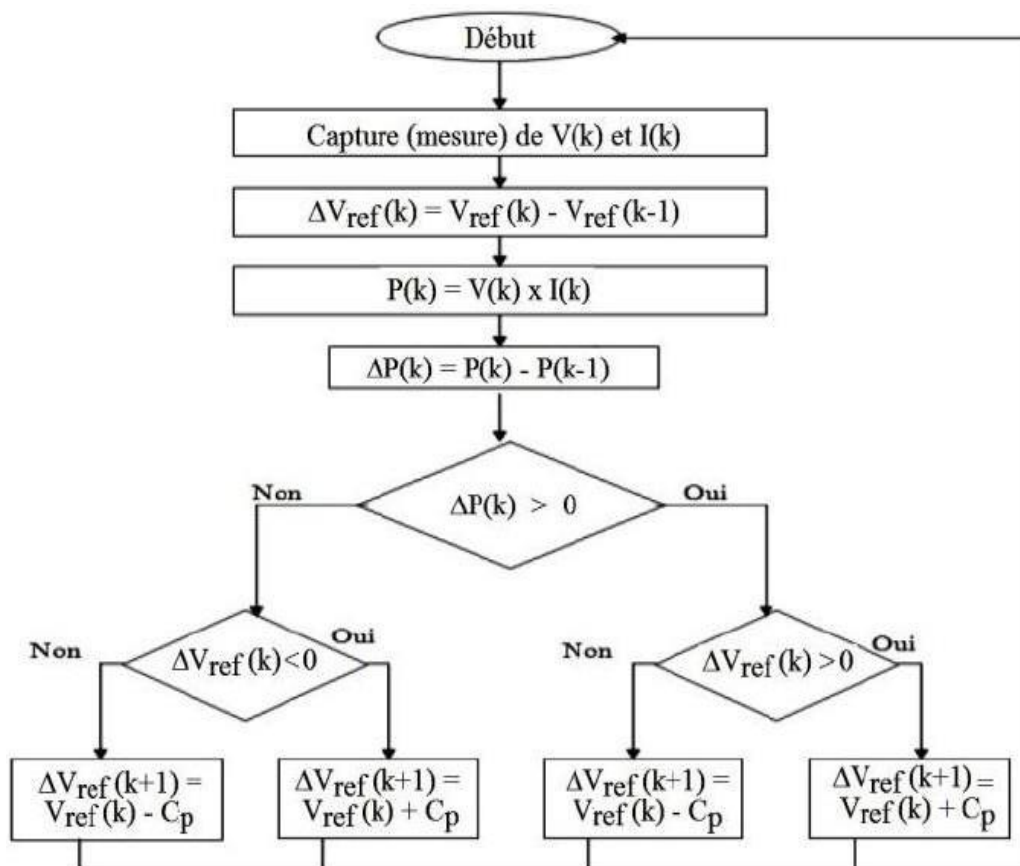 Début
Capture (mesure) de V(k) et I(k)
ΔVref(k) = Vref(k) - Vref(k-1)
P(k) = V(k) x I(k)
ΔP(k) = P(k) - P(k-1)
Non
ΔP(k) > 0
Oui
Non
ΔVref(k)<0
Oui
Non
ΔVref(k)>0
Oui
ΔVref(k+1) =
Vref(k) - Cp
ΔVref(k+1) =
Vref(k) + Cp
ΔVref(k+1) =
Vref(k) - Cp
ΔVref(k+1) =
Vref(k) + Cp